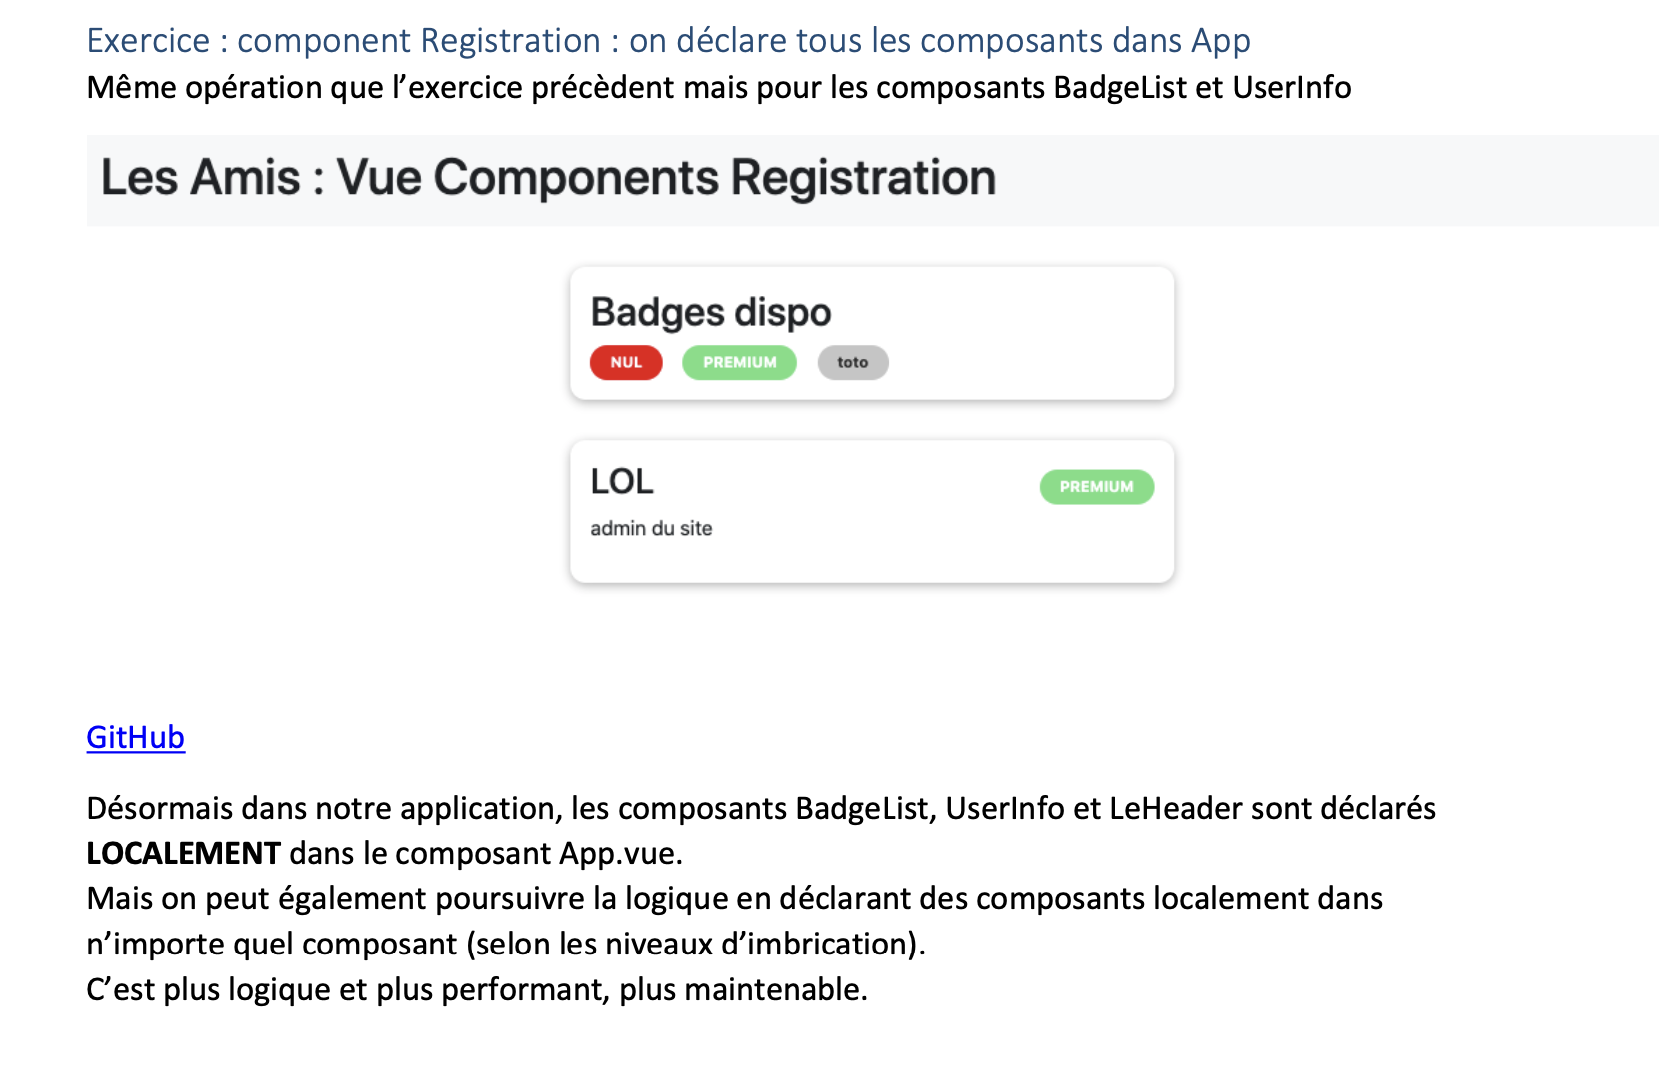 Exercice : component Registration : on déclare tous les composants dans App
Même opération que l’exercice précèdent mais pour les composants BadgeList et UserInfo
Les Amis : Vue Components Registration
Badges dispo
NUL PREMIUM toto
LOL PREMIUM
admin du site
GitHub
Désormais dans notre application, les composants BadgeList, UserInfo et LeHeader sont déclarés
LOCALEMENT dans le composant App.vue.
Mais on peut également poursuivre la logique en déclarant des composants localement dans
n’importe quel composant (selon les niveaux d’imbrication).
C’est plus logique et plus performant, plus maintenable.